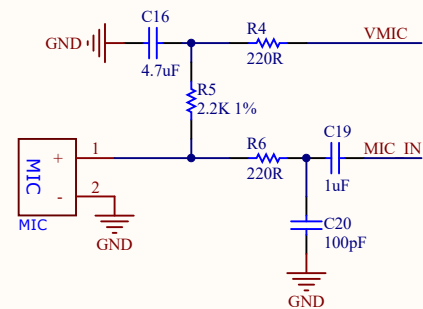 C16
R4
VMIC
GND
4.7uF
220R
R5
2.2K 1%
1
R6
C19
MIC_IN
+
MIC
220R
1uF
2
-
MIC
C20
GND
100pF
GND